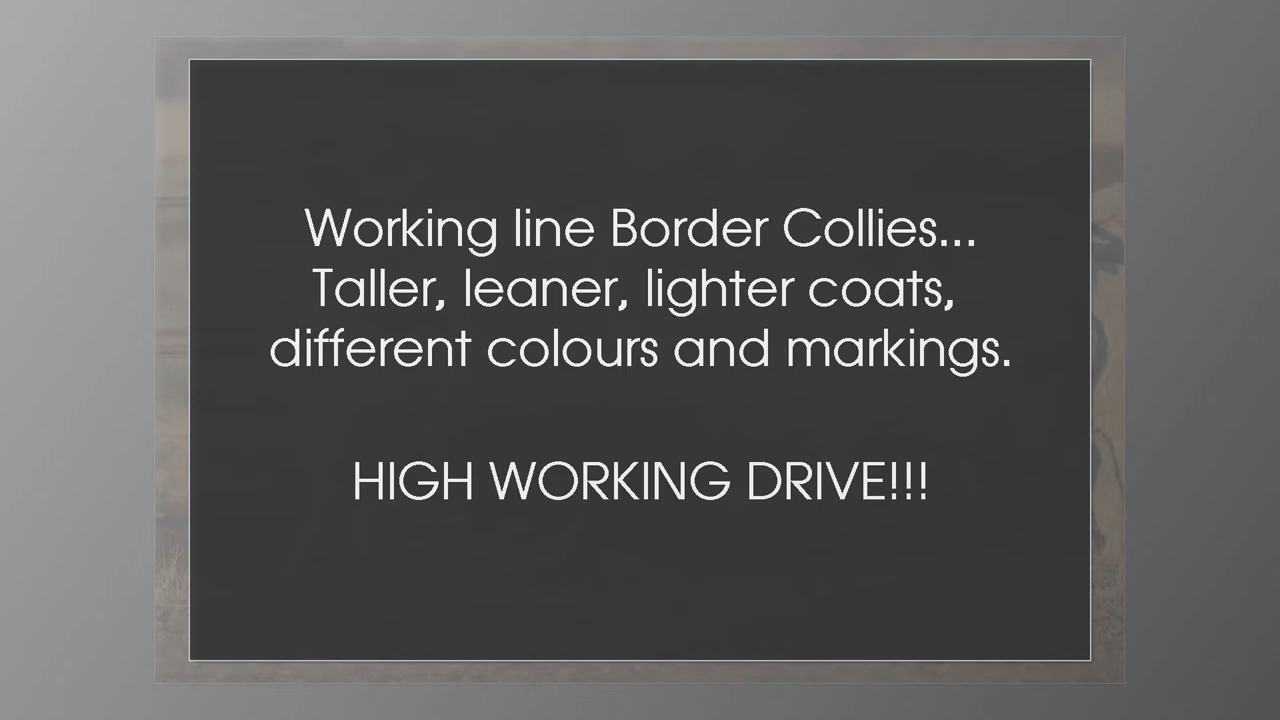 Working line Border Collies...
Taller, leaner, lighter coats,
different colours and markings.
HIGH WORKING DRIVE!!!